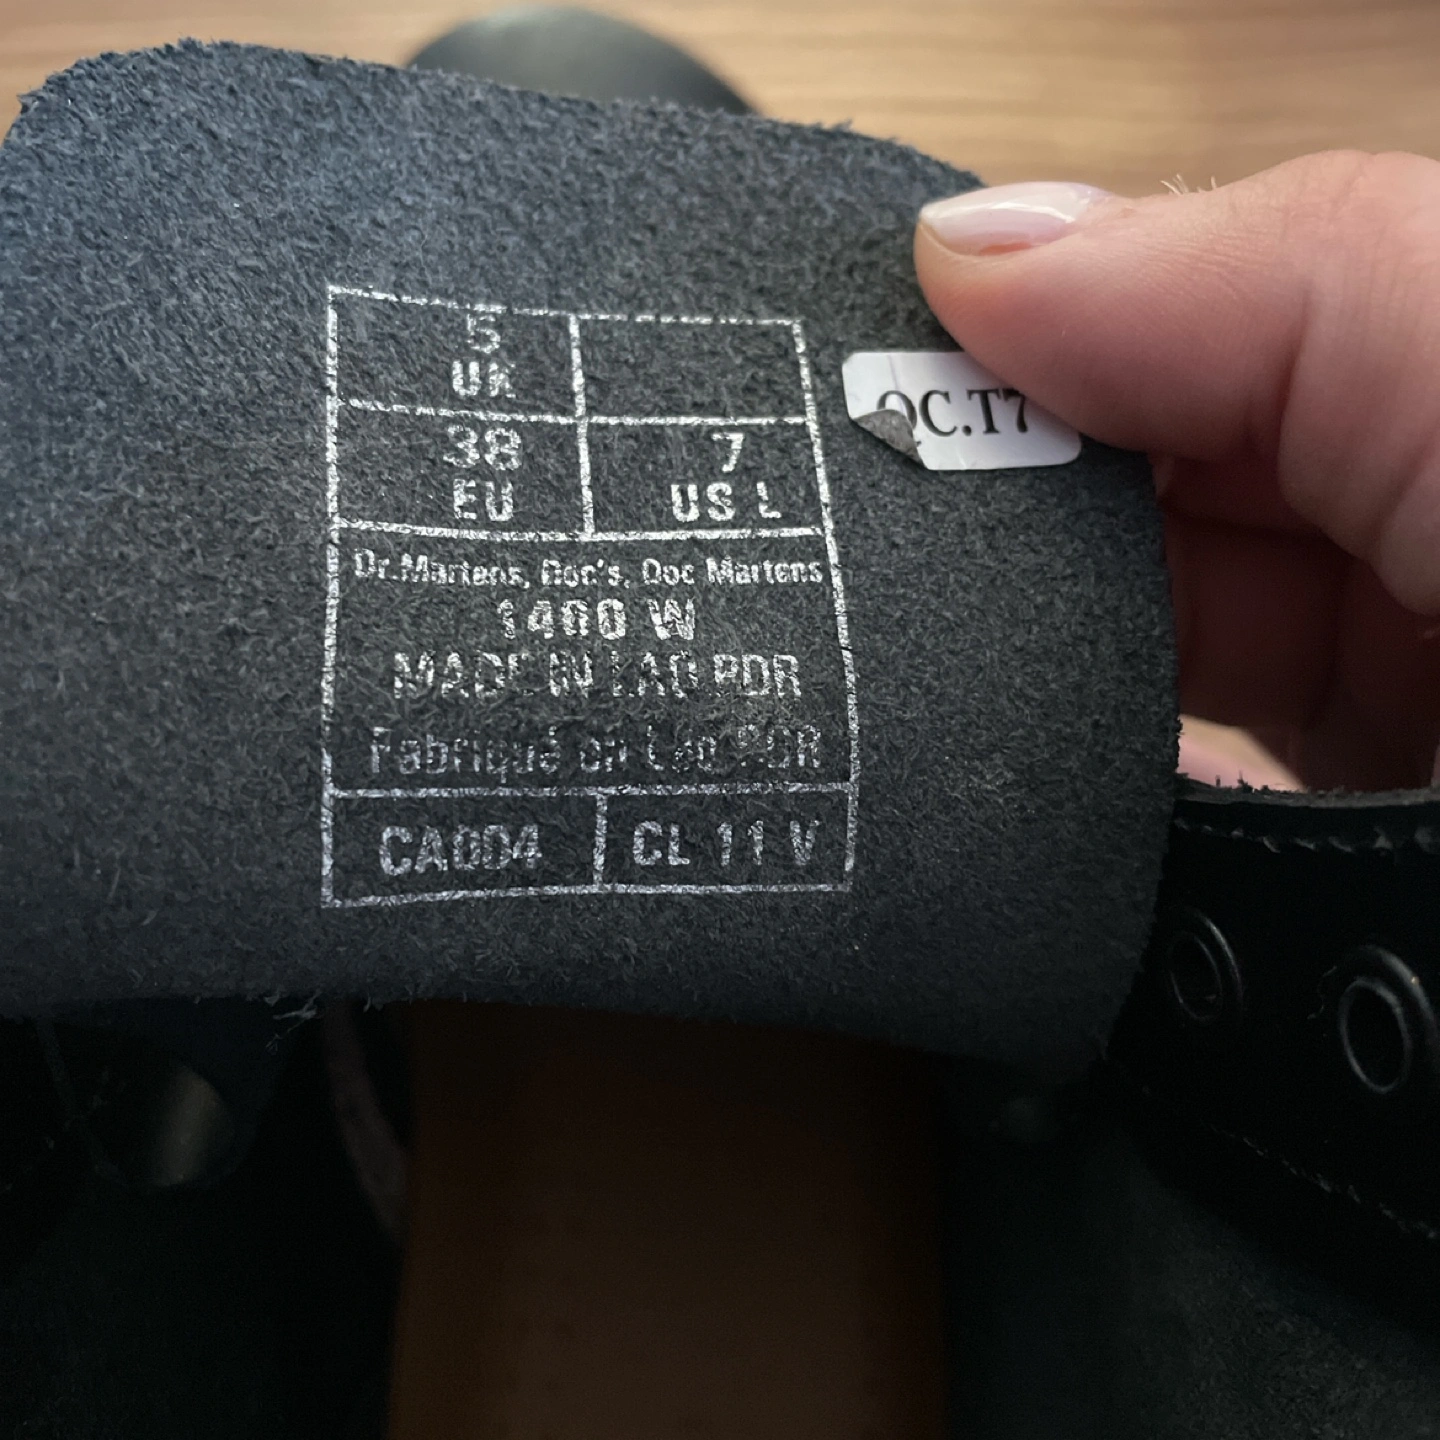 5
UK
38
EU
7
US L
QC.T7
Dr.Martens, Doc's, Doc Martens
1460 W
MADE IN LAO PDR
Fabriqué en Lao PDR
CA004
CL 11 V